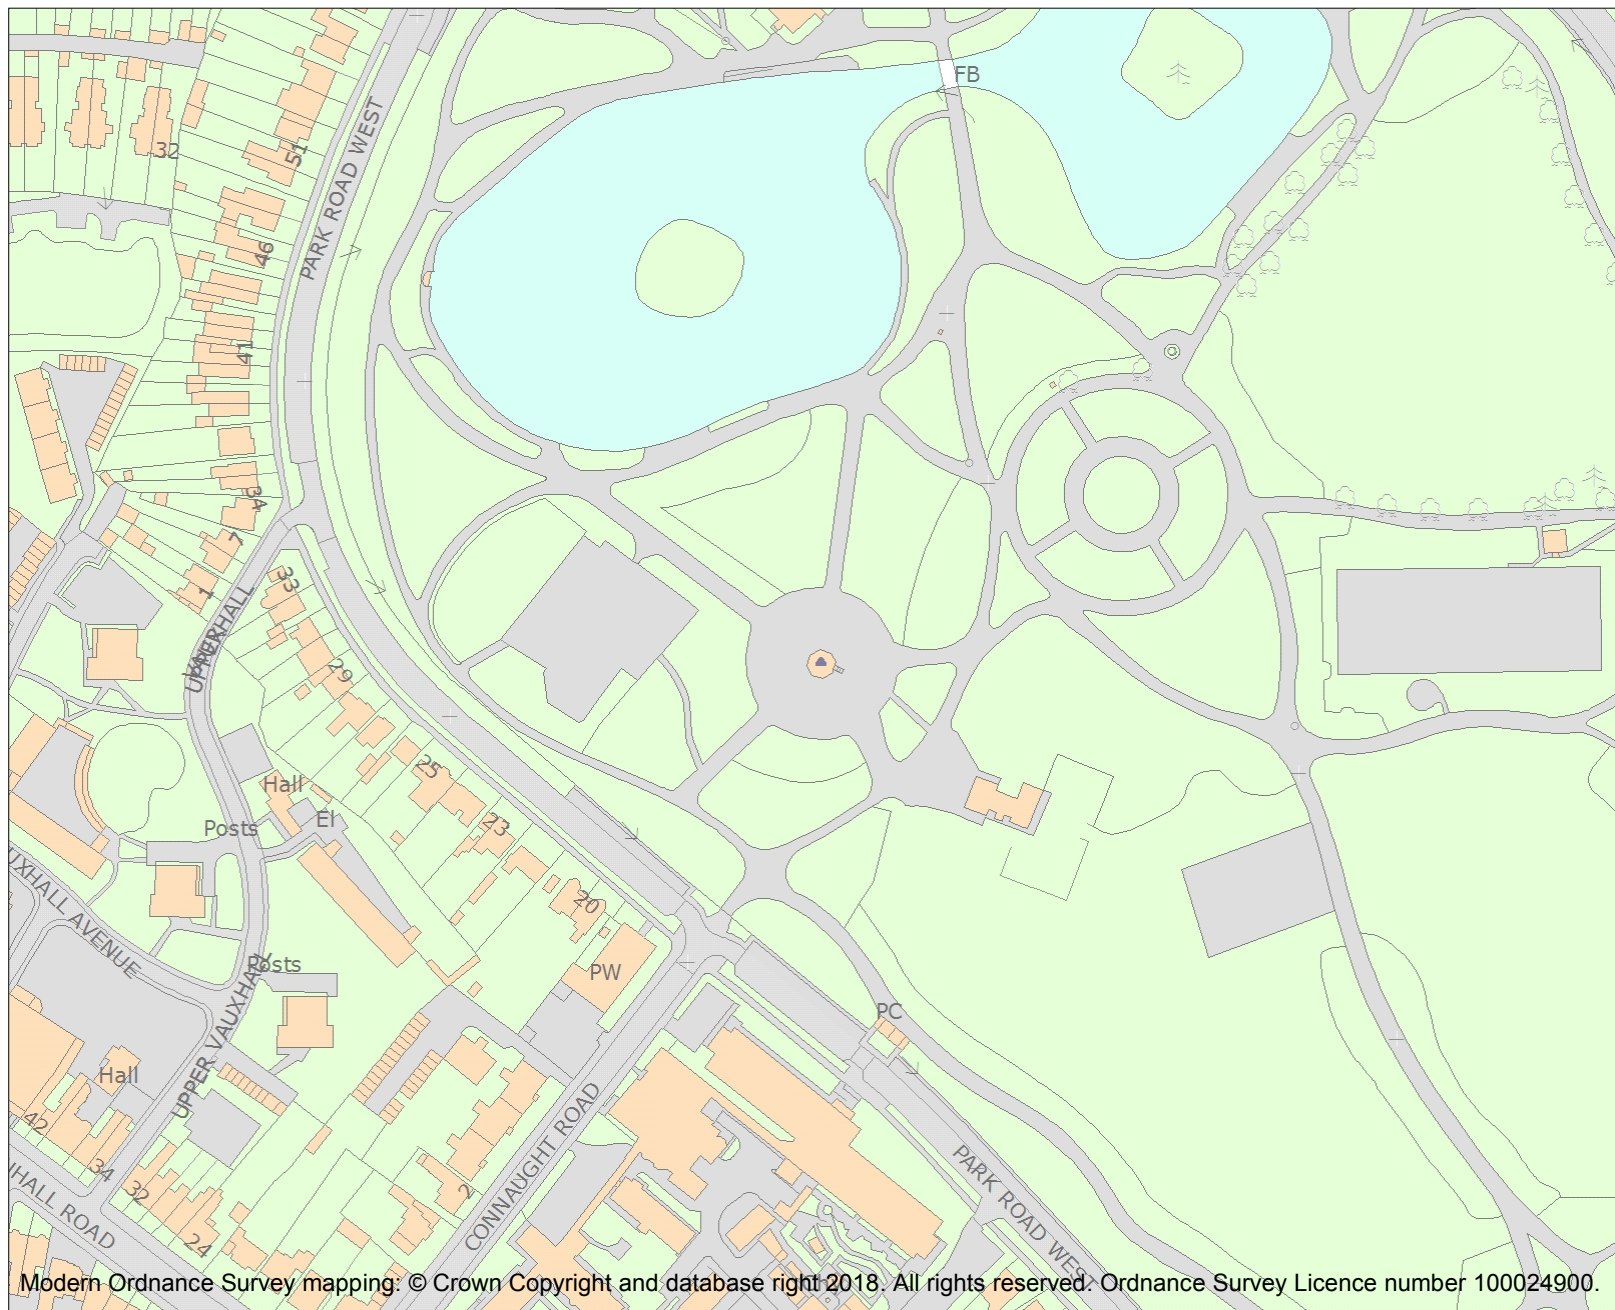 FB
PARK ROAD WEST
32
51
46
41
34
7
1
33
UPPER VAUXHALL
29
25
Hall
El
Posts
23
20
UXHALL AVENUE
Posts
PW
PC
UPPER VAUXHALL
Hall
42
34
32
24
2
CONNAUGHT ROAD
PARK ROAD WEST
HALL ROAD
Modern Ordnance Survey mapping: © Crown Copyright and database right 2018. All rights reserved. Ordnance Survey Licence number 100024900.